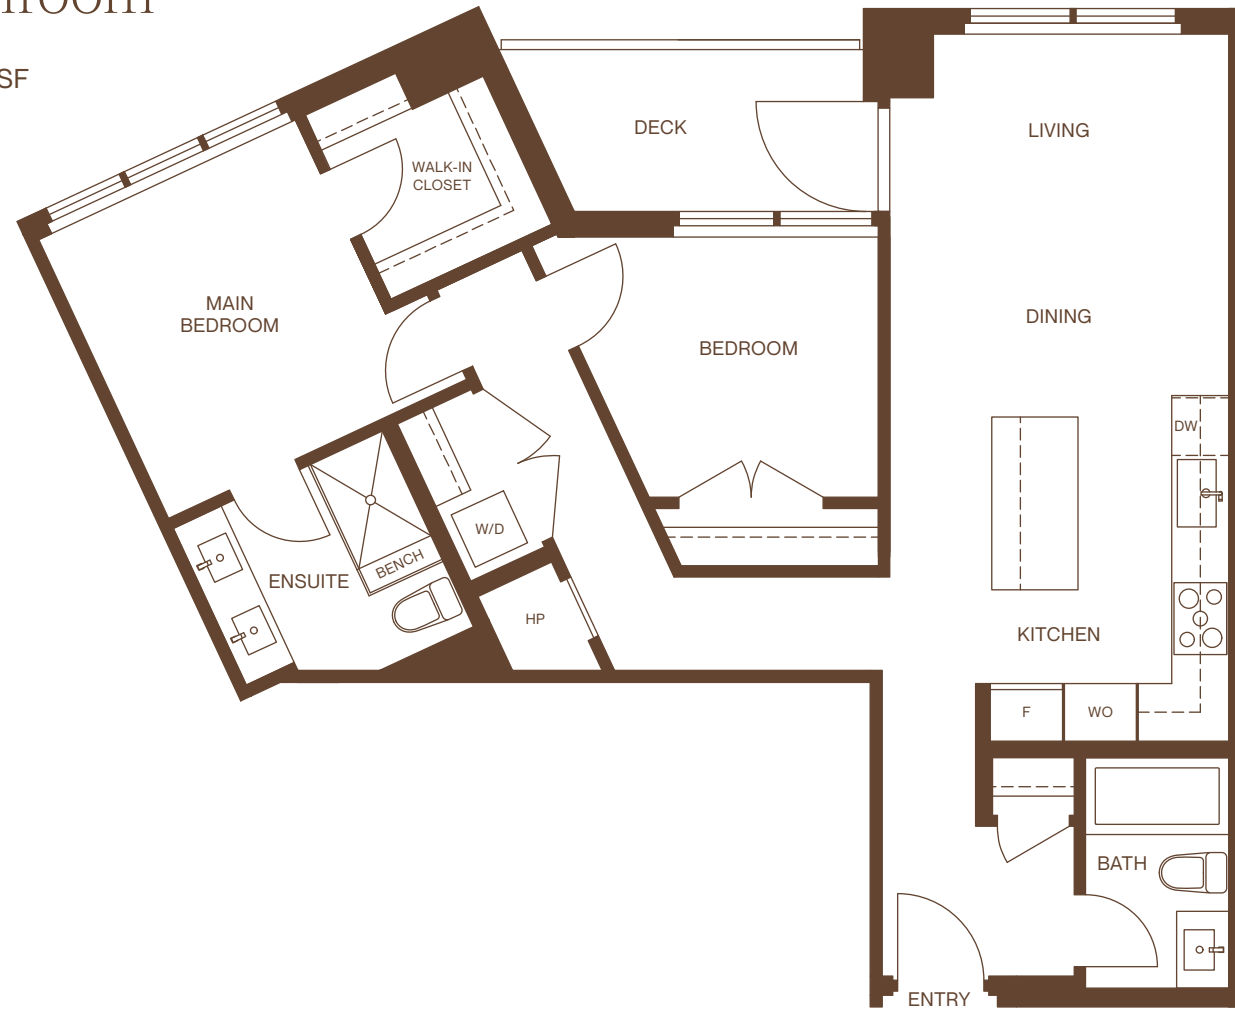 SF
DECK
LIVING
WALK-IN
CLOSET
MAIN
BEDROOM
DINING
BEDROOM
DW
W/D
BENCH
ENSUITE
HP
KITCHEN
F
WO
BATH
ENTRY